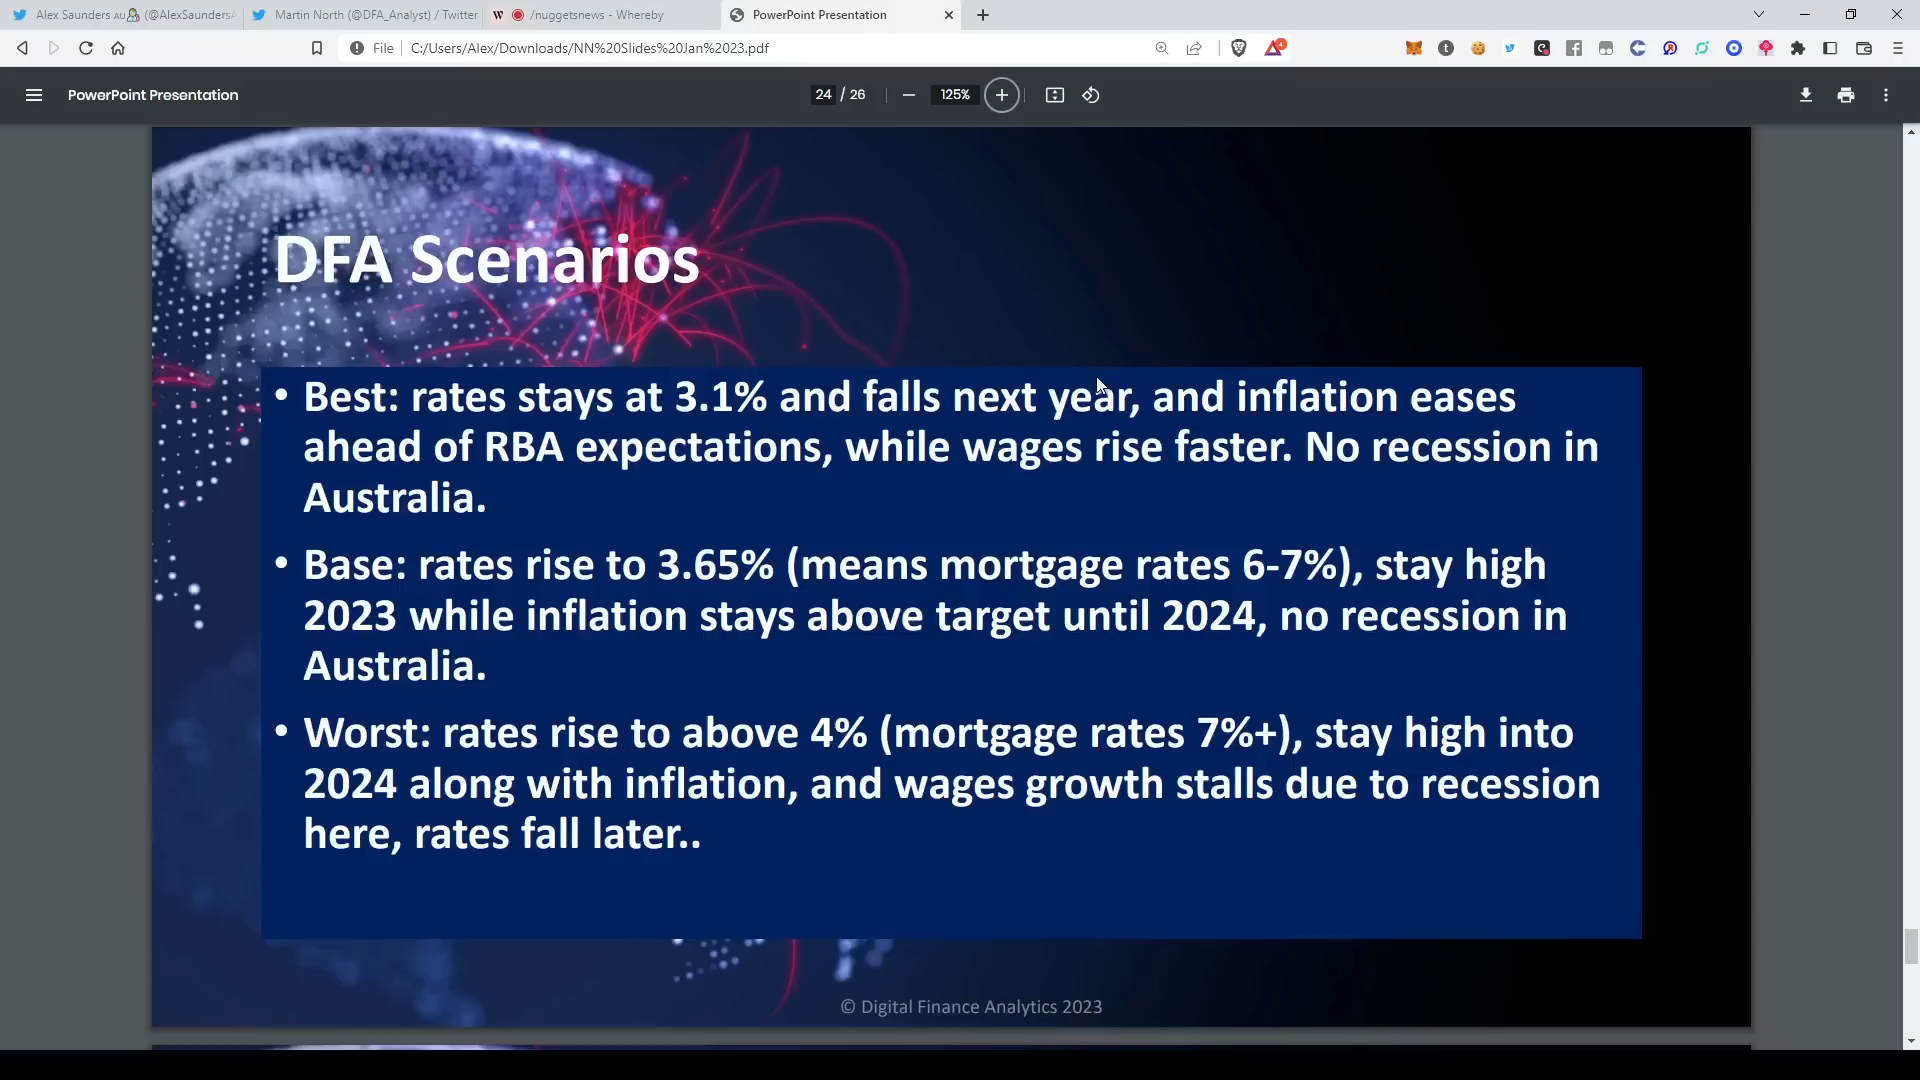 Alex Saunders AU (@AlexSaunders
Martin North (@DFA_Analyst) / Twitter
/nuggetsnews - Whereby
PowerPoint Presentation
File
C:/Users/Alex/Downloads/NN%20Slides%20Jan%2023.pdf
4
PowerPoint Presentation
24 / 26
125%
DFA Scenarios
• Best: rates stays at 3.1% and falls next year, and inflation eases
ahead of RBA expectations, while wages rise faster. No recession in
Australia.
• Base: rates rise to 3.65% (means mortgage rates 6-7%), stay high
2023 while inflation stays above target until 2024, no recession in
Australia.
• Worst: rates rise to above 4% (mortgage rates 7%+), stay high into
2024 along with inflation, and wages growth stalls due to recession
here, rates fall later..
© Digital Finance Analytics 2023